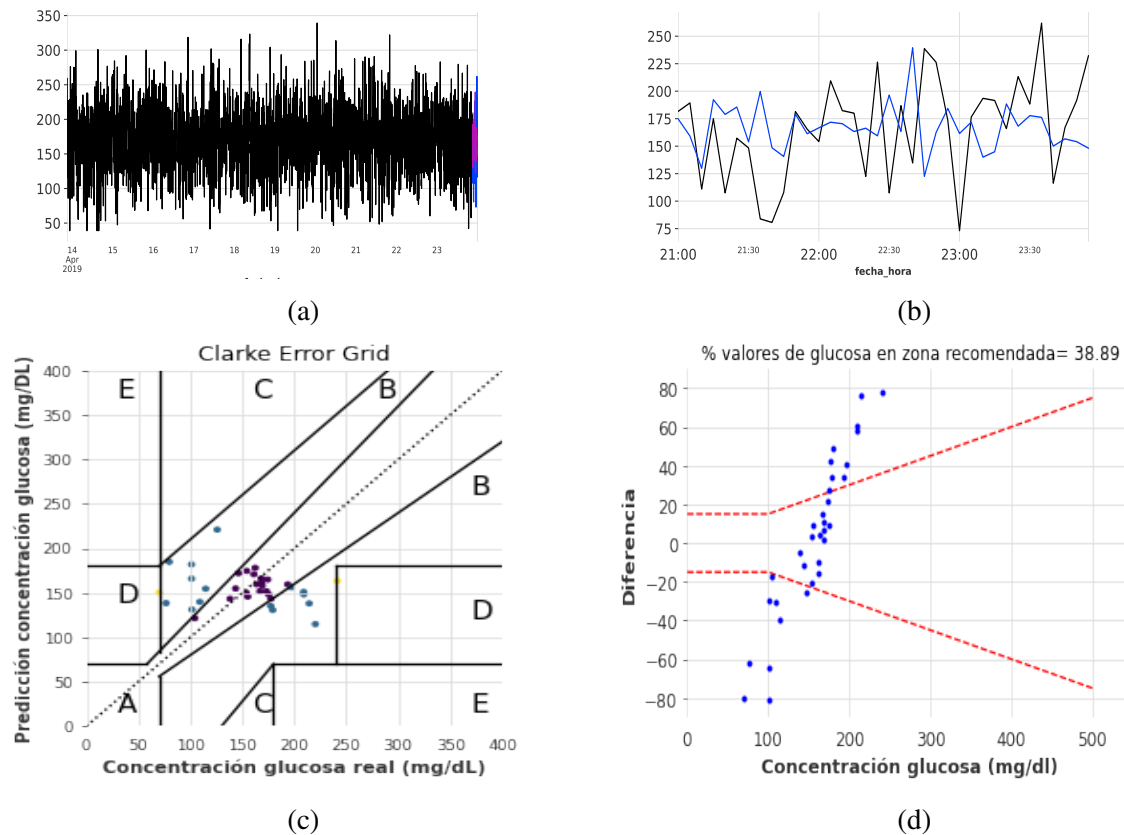 350
300
250
200
150
100
50
14 15 16 17 18 19 20 21 22 23
Apr
2019
(a)
250
225
200
175
150
125
100
75
21:00 21:30 22:00 22:30 23:00 23:30
fecha_hora
(b)
Clarke Error Grid
Predicción concentración glucosa (mg/DL)
400
350
300
250
200
150
100
50
0
E C B
B
D
D
A C E
0 50 100 150 200 250 300 350 400
Concentración glucosa real (mg/dL)
(c)
% valores de glucosa en zona recomendada= 38.89
Diferencia
80
60
40
20
0
−20
−40
−60
−80
0 100 200 300 400 500
Concentración glucosa (mg/dl)
(d)